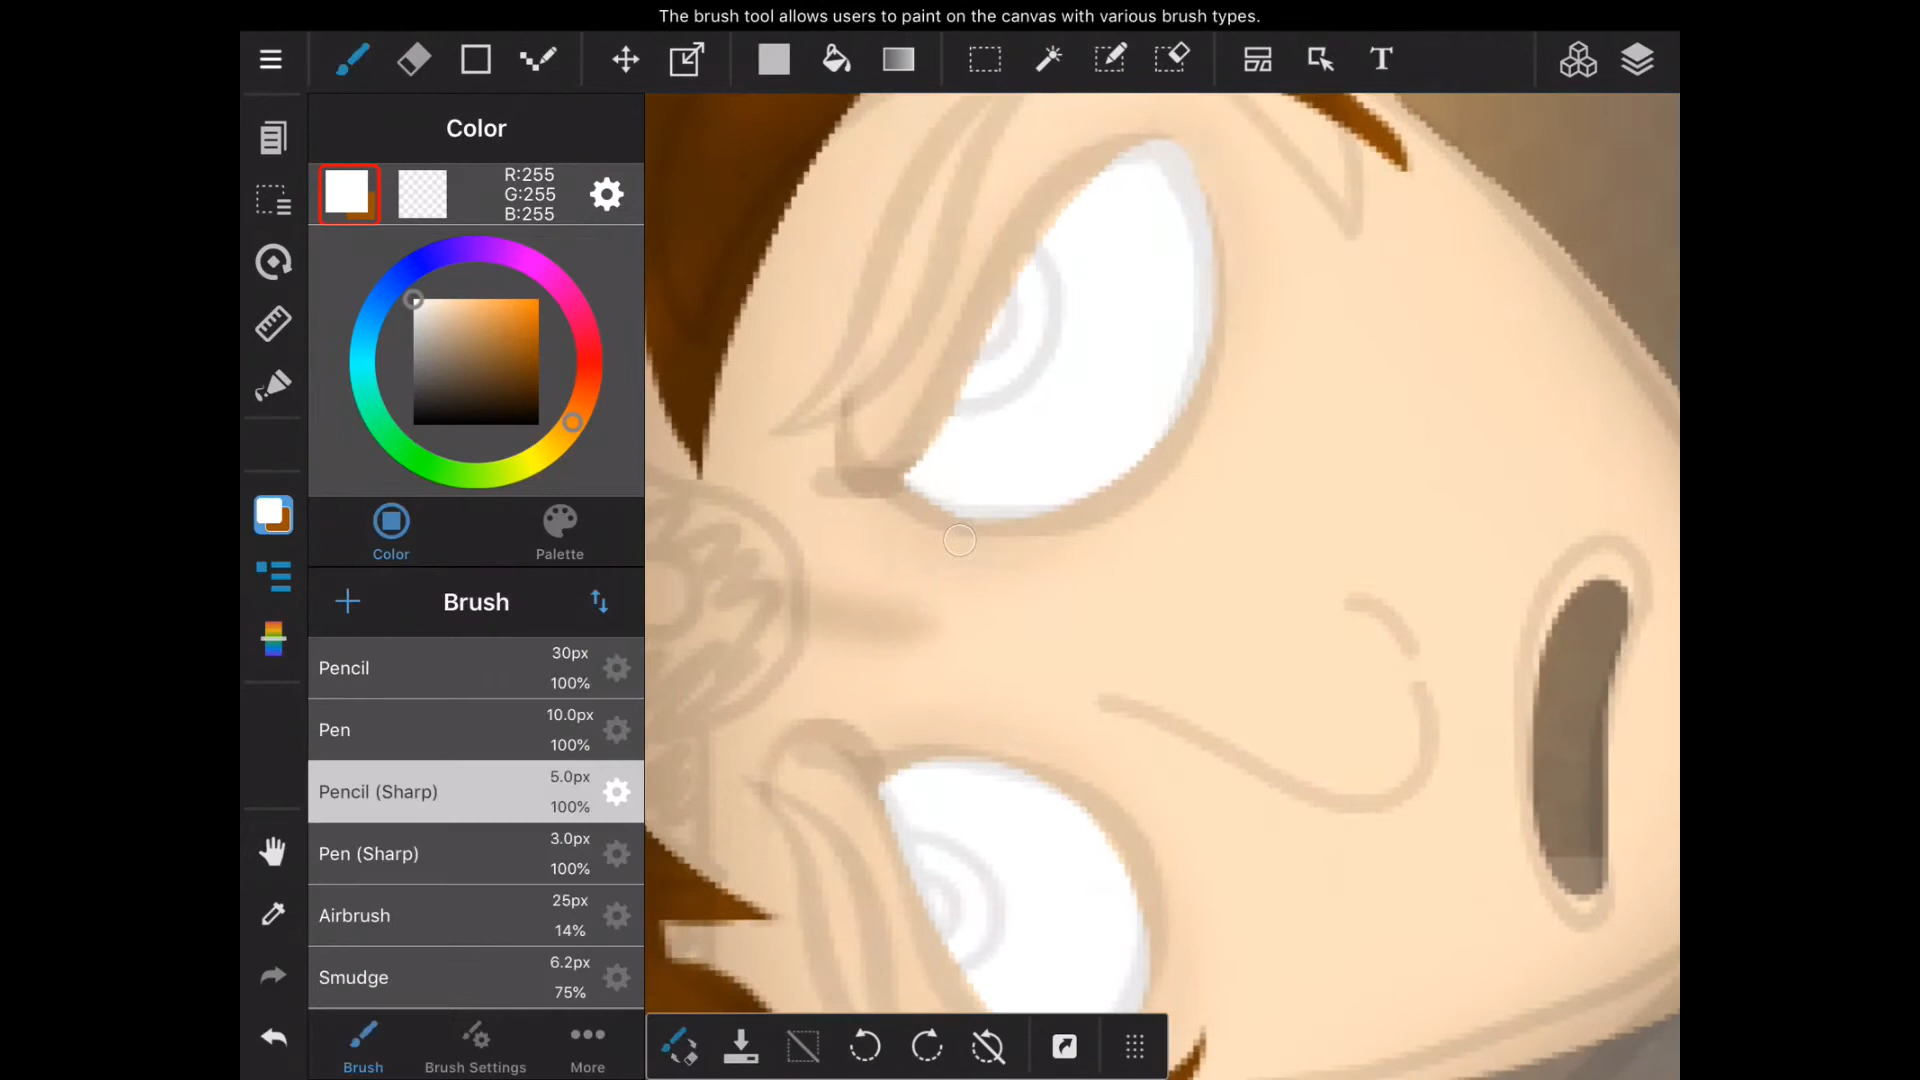 The brush tool allows users to paint on the canvas with various brush types.
T
Color
R:255
G:255
B:255
Color
Palette
Brush
Pencil
30px
100%
Pen
10.0px
100%
Pencil (Sharp)
5.0px
100%
Pen (Sharp)
3.0px
100%
Airbrush
25px
14%
Smudge
6.2px
75%
Brush
Brush Settings
More